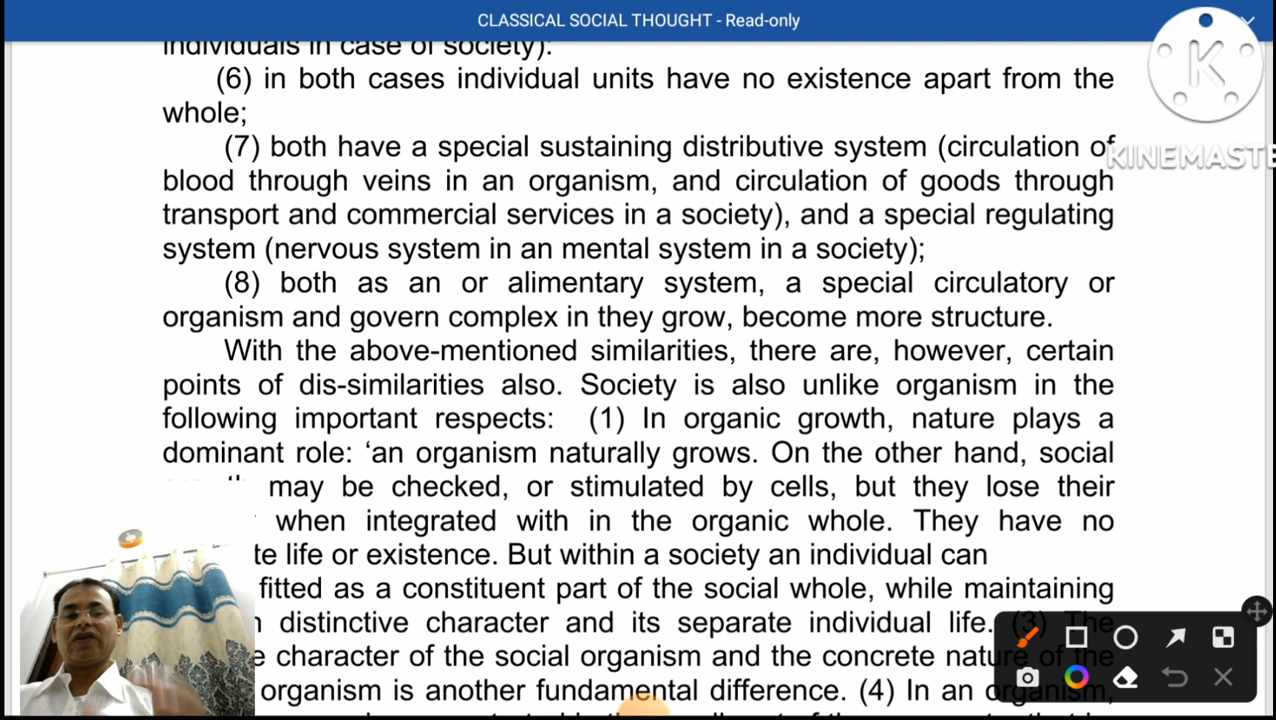 CLASSICAL SOCIAL THOUGHT - Read-only
individuals in case of society):
(6) in both cases individual units have no existence apart from the
whole;
(7) both have a special sustaining distributive system (circulation of
blood through veins in an organism, and circulation of goods through
transport and commercial services in a society), and a special regulating
system (nervous system in an mental system in a society);
(8) both as an or alimentary system, a special circulatory or
organism and govern complex in they grow, become more structure.
With the above-mentioned similarities, there are, however, certain
points of dis-similarities also. Society is also unlike organism in the
following important respects: (1) In organic growth, nature plays a
dominant role: ‘an organism naturally grows. On the other hand, social
may be checked, or stimulated by cells, but they lose their
when integrated with in the organic whole. They have no
te life or existence. But within a society an individual can
fitted as a constituent part of the social whole, while maintaining
distinctive character and its separate individual life. (3) The
character of the social organism and the concrete nature of the
organism is another fundamental difference. (4) In an organism,
K
KINEMASTE